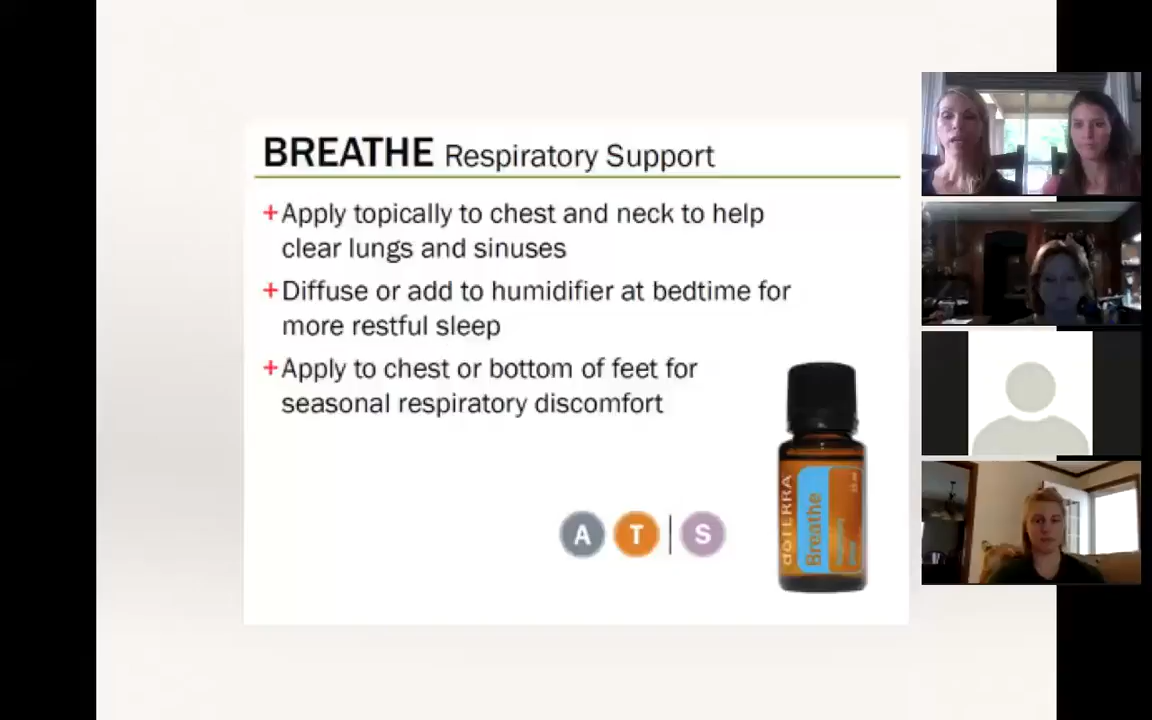 BREATHE Respiratory Support
+Apply topically to chest and neck to help
clear lungs and sinuses
+Diffuse or add to humidifier at bedtime for
more restful sleep
+Apply to chest or bottom of feet for
seasonal respiratory discomfort
A T | S
dōTERRA
Breathe